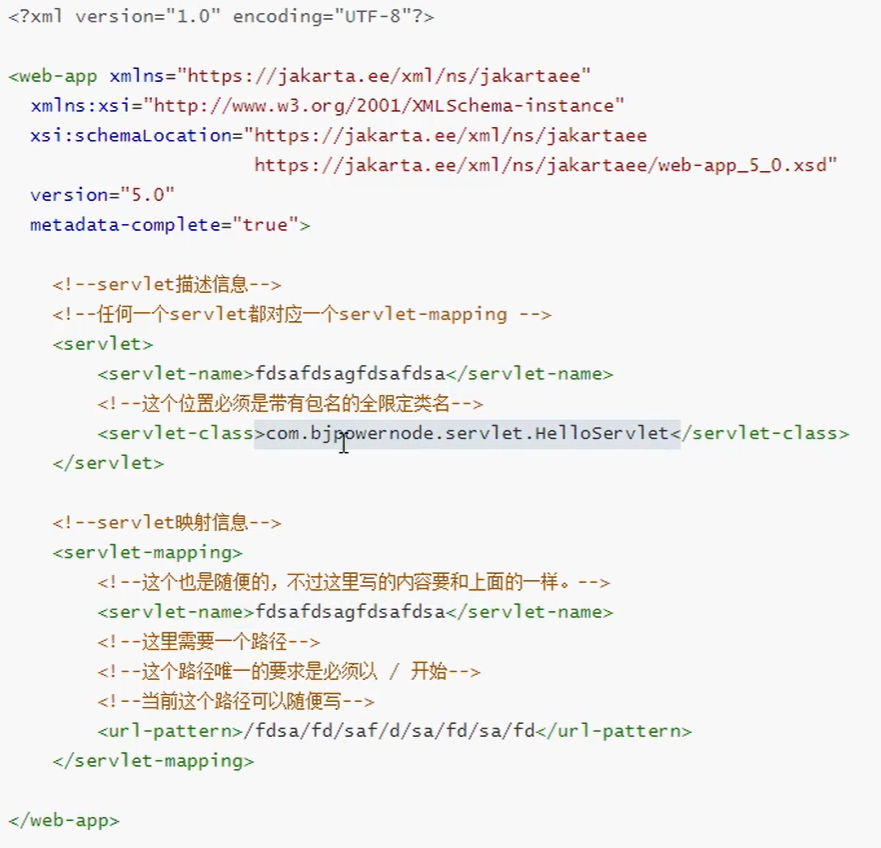 <?xml version="1.0" encoding="UTF-8"?>
<web-app xmlns="https://jakarta.ee/xml/ns/jakartaee"
xmlns:xsi="http://www.w3.org/2001/XMLSchema-instance"
xsi:schemaLocation="https://jakarta.ee/xml/ns/jakartaee
https://jakarta.ee/xml/ns/jakartaee/web-app_5_0.xsd"
version="5.0"
metadata-complete="true">
<!--servlet描述信息-->
<!--任何一个servlet都对应一个servlet-mapping -->
<servlet>
<servlet-name>fdsafdsagfdsafdsa</servlet-name>
<!--这个位置必须是带有包名的全限定类名-->
<servlet-class>com.bjpowernode.servlet.HelloServlet</servlet-class>
</servlet>
<!--servlet映射信息-->
<servlet-mapping>
<!--这个也是随便的，不过这里写的内容要和上面的一样。-->
<servlet-name>fdsafdsagfdsafdsa</servlet-name>
<!--这里需要一个路径-->
<!--这个路径唯一的要求是必须以 / 开始-->
<!--当前这个路径可以随便写-->
<url-pattern>/fdsa/fd/saf/d/sa/fd/sa/fd</url-pattern>
</servlet-mapping>
</web-app>